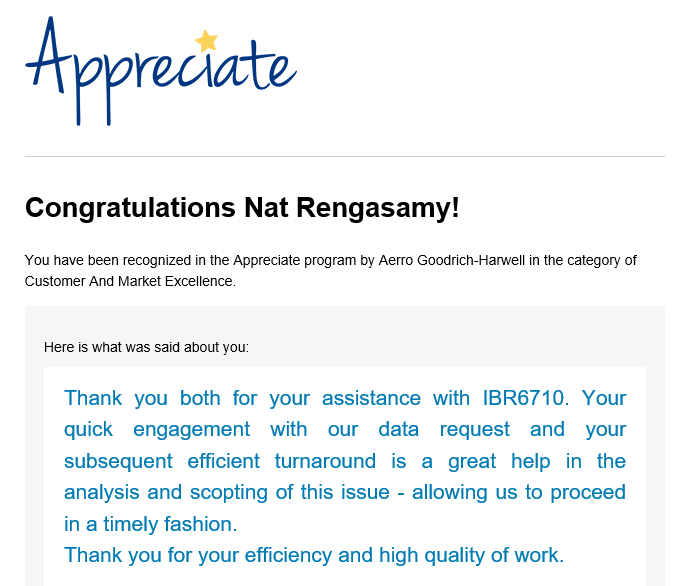 Appreciate
Congratulations Nat Rengasamy!
You have been recognized in the Appreciate program by Aerro Goodrich-Harwell in the category of
Customer And Market Excellence.
Here is what was said about you:
Thank you both for your assistance with IBR6710. Your
quick engagement with our data request and your
subsequent efficient turnaround is a great help in the
analysis and scopting of this issue - allowing us to proceed
in a timely fashion.
Thank you for your efficiency and high quality of work.